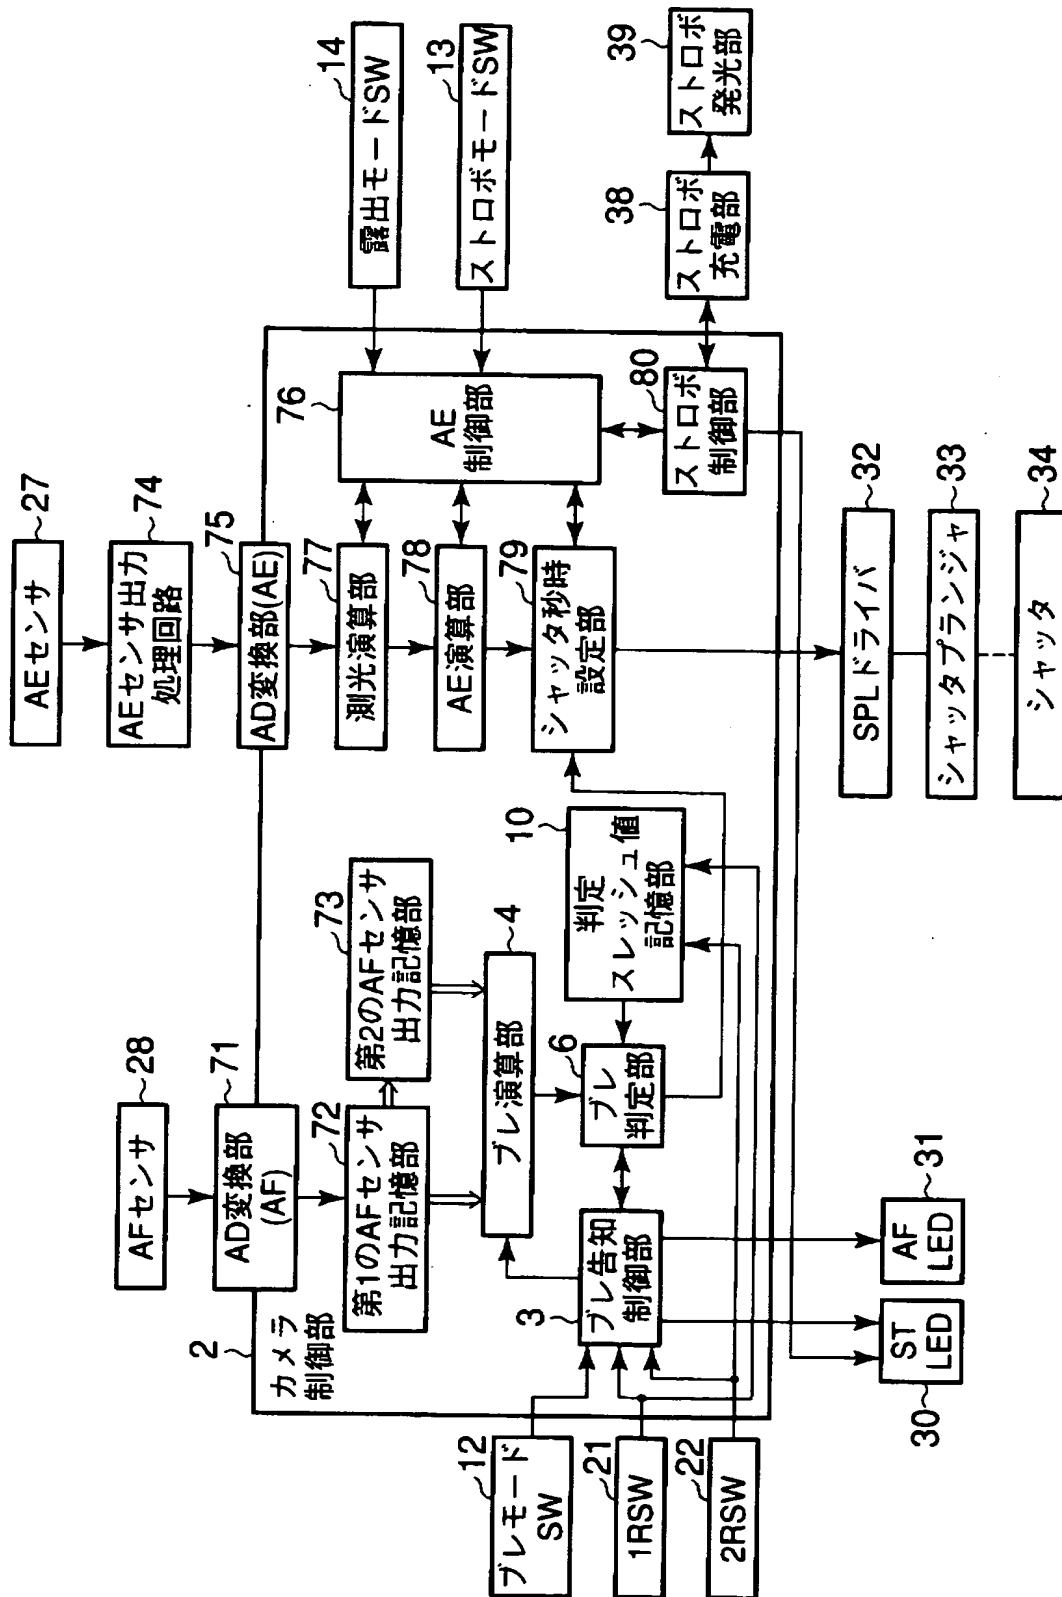 AFセンサ
28
AD変換部
(AF)
71
2
カメラ
制御部
第1のAFセンサ
出力記憶部
72
第2のAFセンサ
出力記憶部
73
ブレ演算部
4
ブレ告知
制御部
3
ブレ
判定部
6
判定
スレッシュ値
記憶部
10
ブレモード
SW
12
1RSW
21
2RSW
22
ST
LED
30
AF
LED
31
AEセンサ
27
AEセンサ出力
処理回路
74
AD変換部(AE)
75
測光演算部
77
AE演算部
78
シャッタ秒時
設定部
79
AE
制御部
76
露出モードSW
14
ストロボモードSW
13
ストロボ
制御部
80
ストロボ
充電部
38
ストロボ
発光部
39
SPLドライバ
32
シャッタプランジャ
33
シャッタ
34